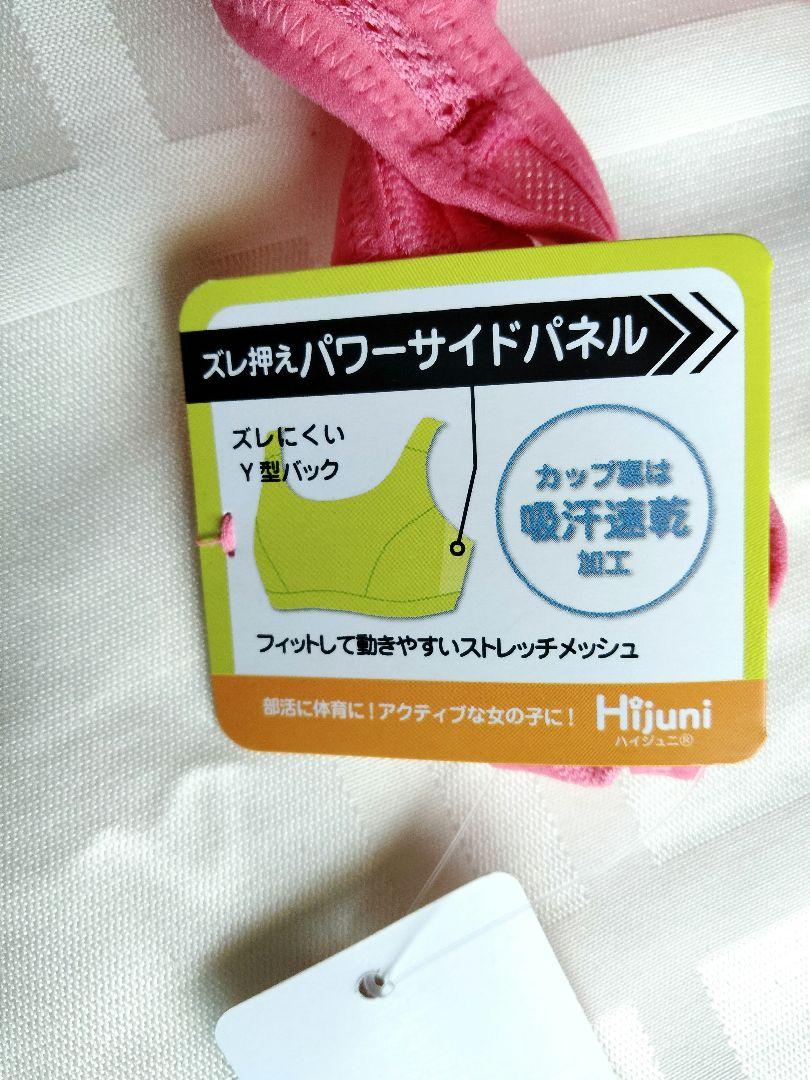 ズレ押えパワーサイドパネル
ズレにくい
Y型バック
カップ裏は
吸汗速乾
加工
フィットして動きやすいストレッチメッシュ
部活に体育に!アクティブな女の子に!
Hijuni
ハイジュニ®